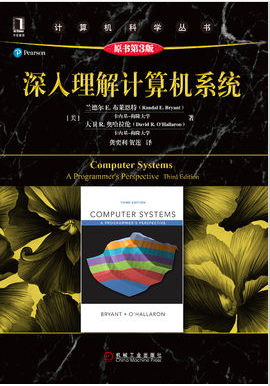 计算机科学丛书
Pearson
原书第3版
深入理解计算机系统
兰德尔 E. 布莱恩特（Randal E. Bryant）
卡内基-梅隆大学
［美］ 著
大卫 R. 奥哈拉伦（David R. O'Hallaron）
卡内基-梅隆大学
龚奕利 贺莲 译
Computer Systems
A Programmer's Perspective Third Edition
THIRD EDITION
COMPUTER SYSTEMS
A PROGRAMMER'S PERSPECTIVE
BRYANT • O'HALLARON
机械工业出版社
China Machine Press